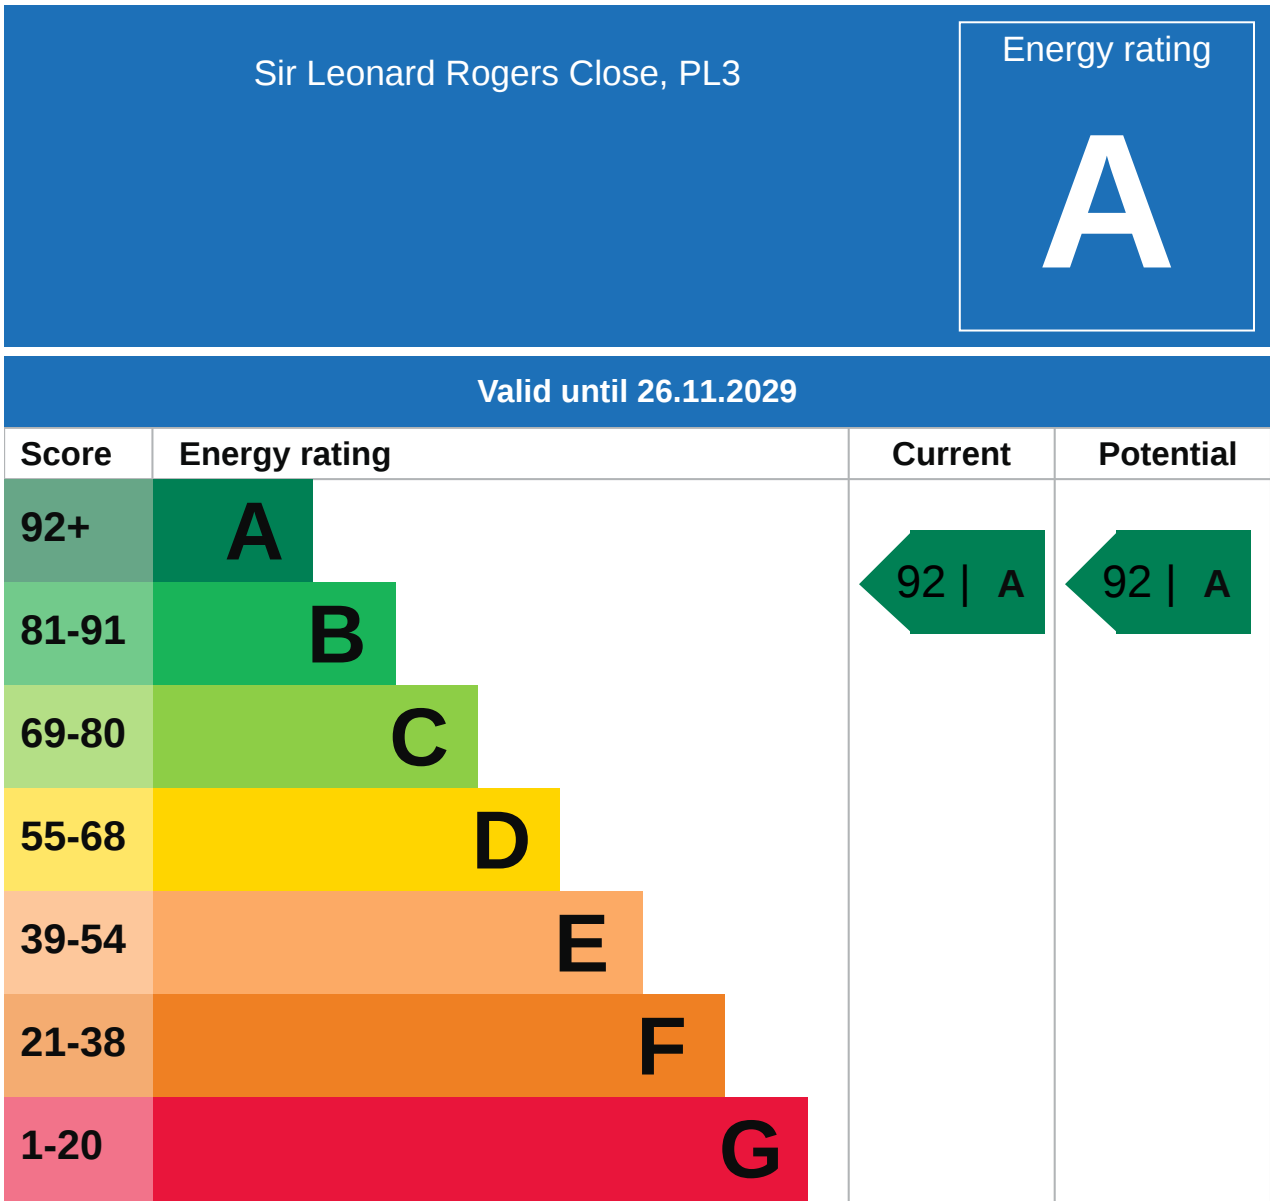 Sir Leonard Rogers Close, PL3
Energy rating
A
Valid until 26.11.2029
Score Energy rating Current Potential
92+ A
92 | A 92 | A
81-91 B
69-80 C
55-68 D
39-54 E
21-38 F
1-20 G